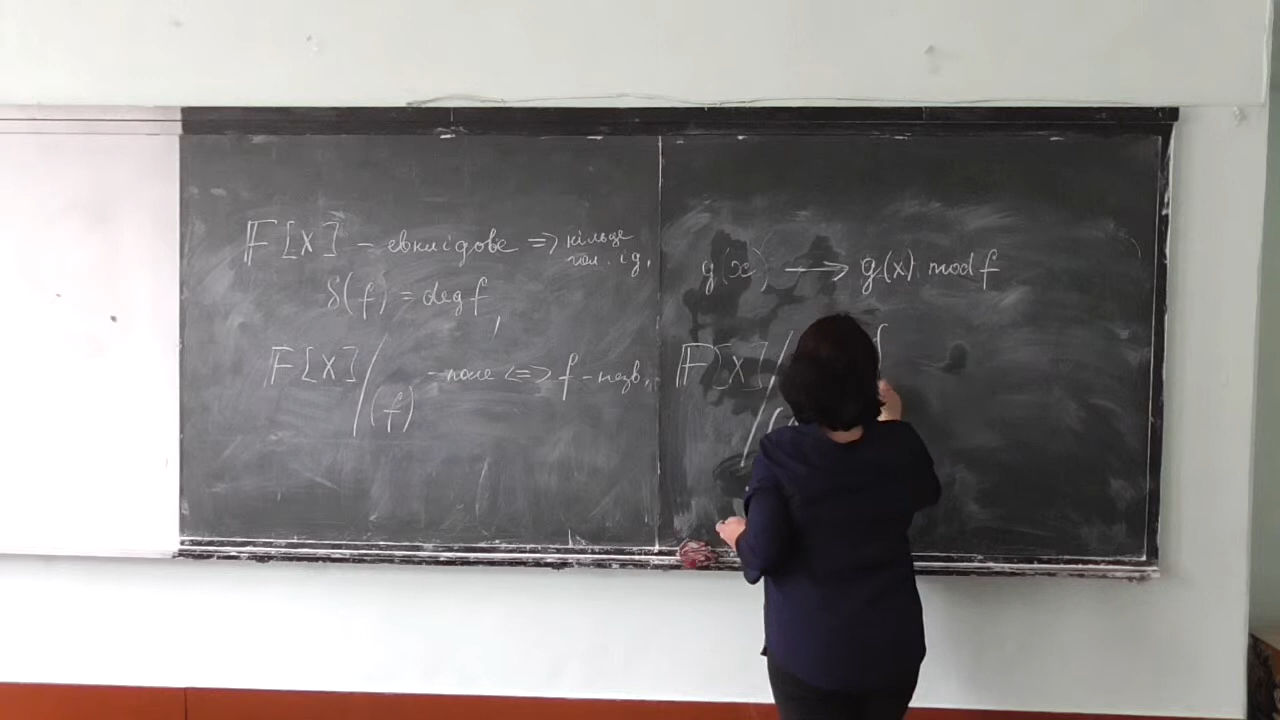 𝔽[x] – евклідове ⇒ кільце
гол. ід.
δ(f) = deg f,
𝔽[x]/(f) – поле ⇔ f – незв.
g(x) ⟶ g(x) mod f
𝔽[x]/